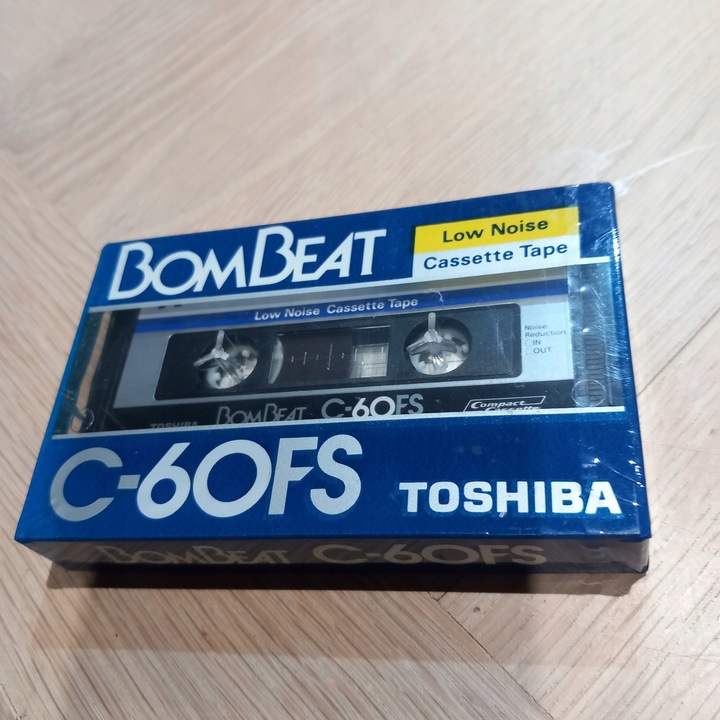 BOMBEAT
Low Noise
Cassette Tape
Low Noise Cassette Tape
Noise
Reduction
IN
OUT
TOSHIBA BOMBEAT C-60FS
Compact
Cassette
C-60FS TOSHIBA
BOMBEAT C-60FS